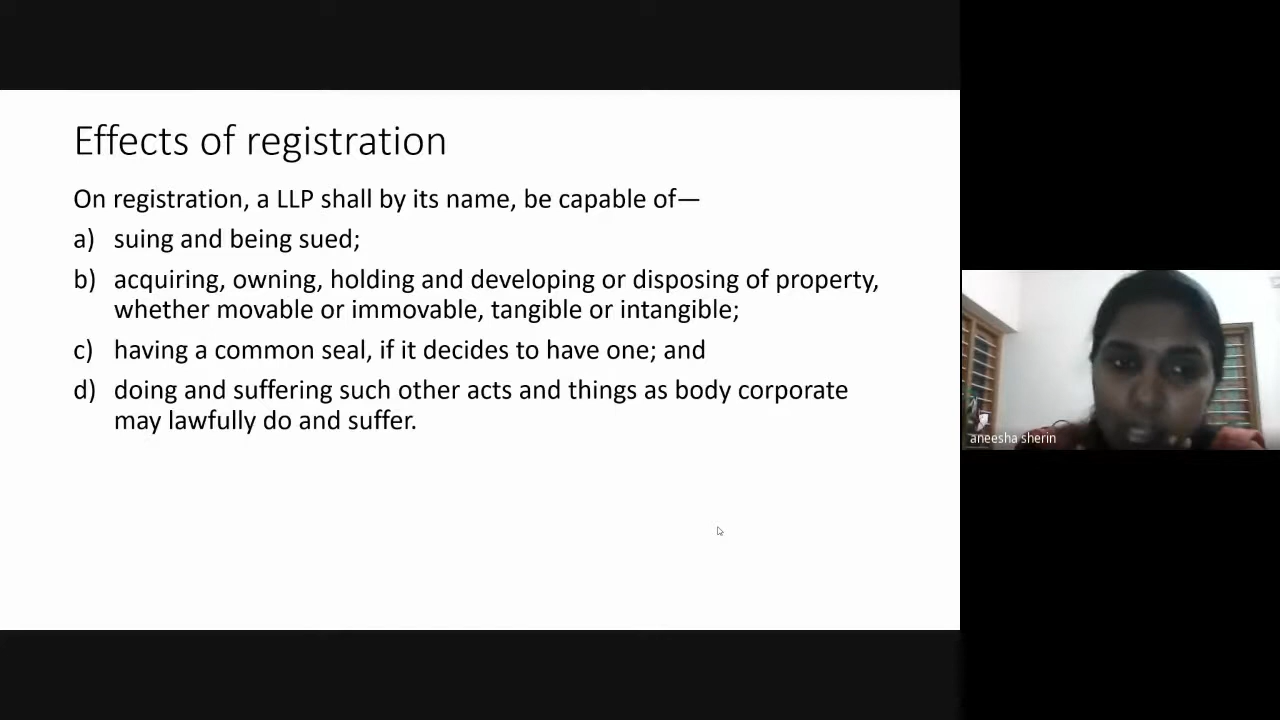 Effects of registration
On registration, a LLP shall by its name, be capable of—
a) suing and being sued;
b) acquiring, owning, holding and developing or disposing of property,
whether movable or immovable, tangible or intangible;
c) having a common seal, if it decides to have one; and
d) doing and suffering such other acts and things as body corporate
may lawfully do and suffer.
aneesha sherin